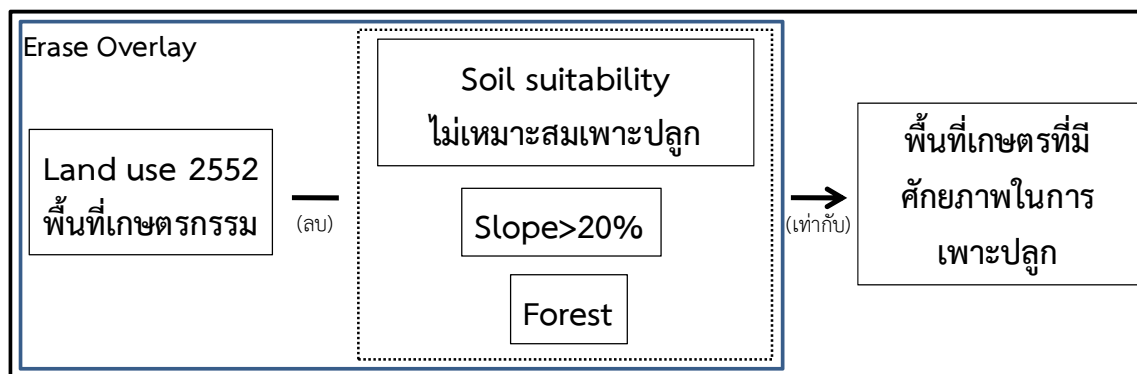 Erase Overlay
Land use 2552
พื้นที่เกษตรกรรม
(ลบ)
Soil suitability
ไม่เหมาะสมเพาะปลูก
Slope>20%
Forest
(เท่ากับ)
พื้นที่เกษตรที่มี
ศักยภาพในการ
เพาะปลูก